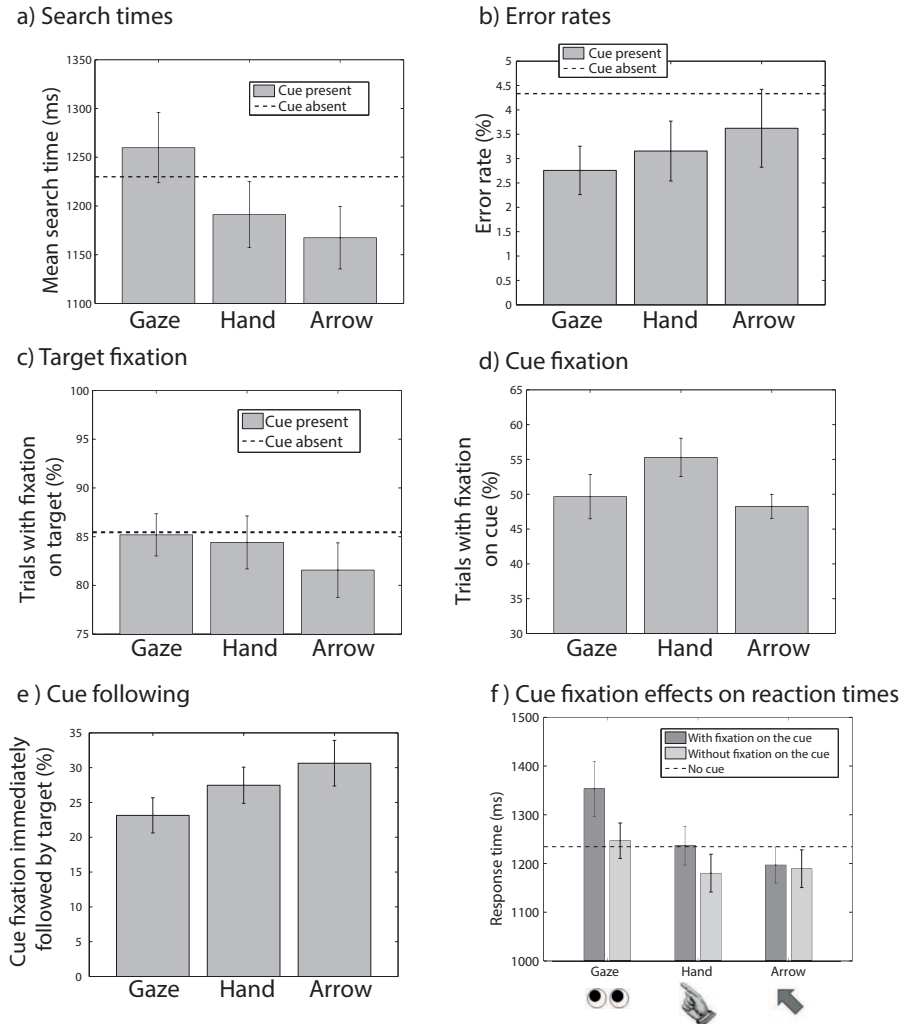 a) Search times
Mean search time (ms)
1350
1300
1250
1200
1150
1100
Cue present
Cue absent
Gaze Hand Arrow
b) Error rates
Error rate (%)
5
4.5
4
3.5
3
2.5
2
1.5
1
0.5
0
Cue present
Cue absent
Gaze Hand Arrow
c) Target fixation
Trials with fixation
on target (%)
100
95
90
85
80
75
Cue present
Cue absent
Gaze Hand Arrow
d) Cue fixation
Trials with fixation
on cue (%)
65
60
55
50
45
40
35
30
Gaze Hand Arrow
e ) Cue following
Cue fixation immediately
followed by target (%)
35
30
25
20
15
10
5
0
Gaze Hand Arrow
f ) Cue fixation effects on reaction times
Response time (ms)
1500
1400
1300
1200
1100
1000
With fixation on the cue
Without fixation on the cue
No cue
Gaze Hand Arrow